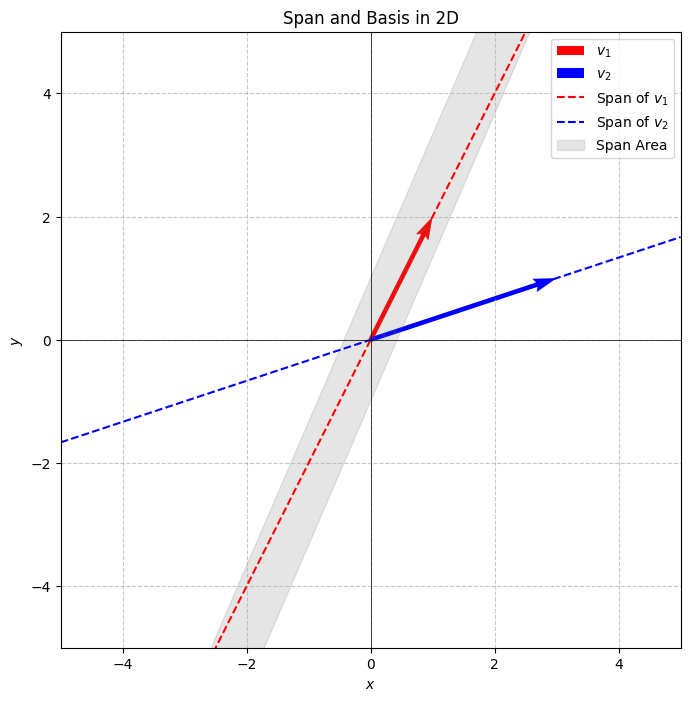 Span and Basis in 2D
v₁
v₂
Span of v₁
Span of v₂
Span Area
4
2
0
−2
−4
y
−4
−2
0
2
4
x